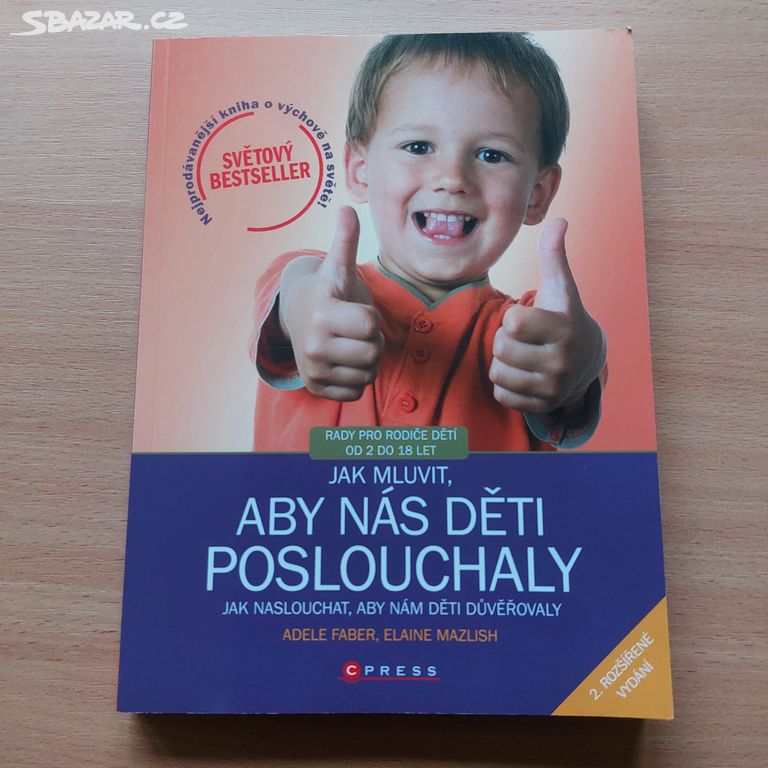 SBAZAR.CZ
Nejprodávanější kniha o výchově na světě!
SVĚTOVÝ
BESTSELLER
RADY PRO RODIČE DĚTÍ
OD 2 DO 18 LET
JAK MLUVIT,
ABY NÁS DĚTI
POSLOUCHALY
JAK NASLOUCHAT, ABY NÁM DĚTI DŮVĚŘOVALY
ADELE FABER, ELAINE MAZLISH
CPRESS
2. ROZŠÍŘENÉ
VYDÁNÍ